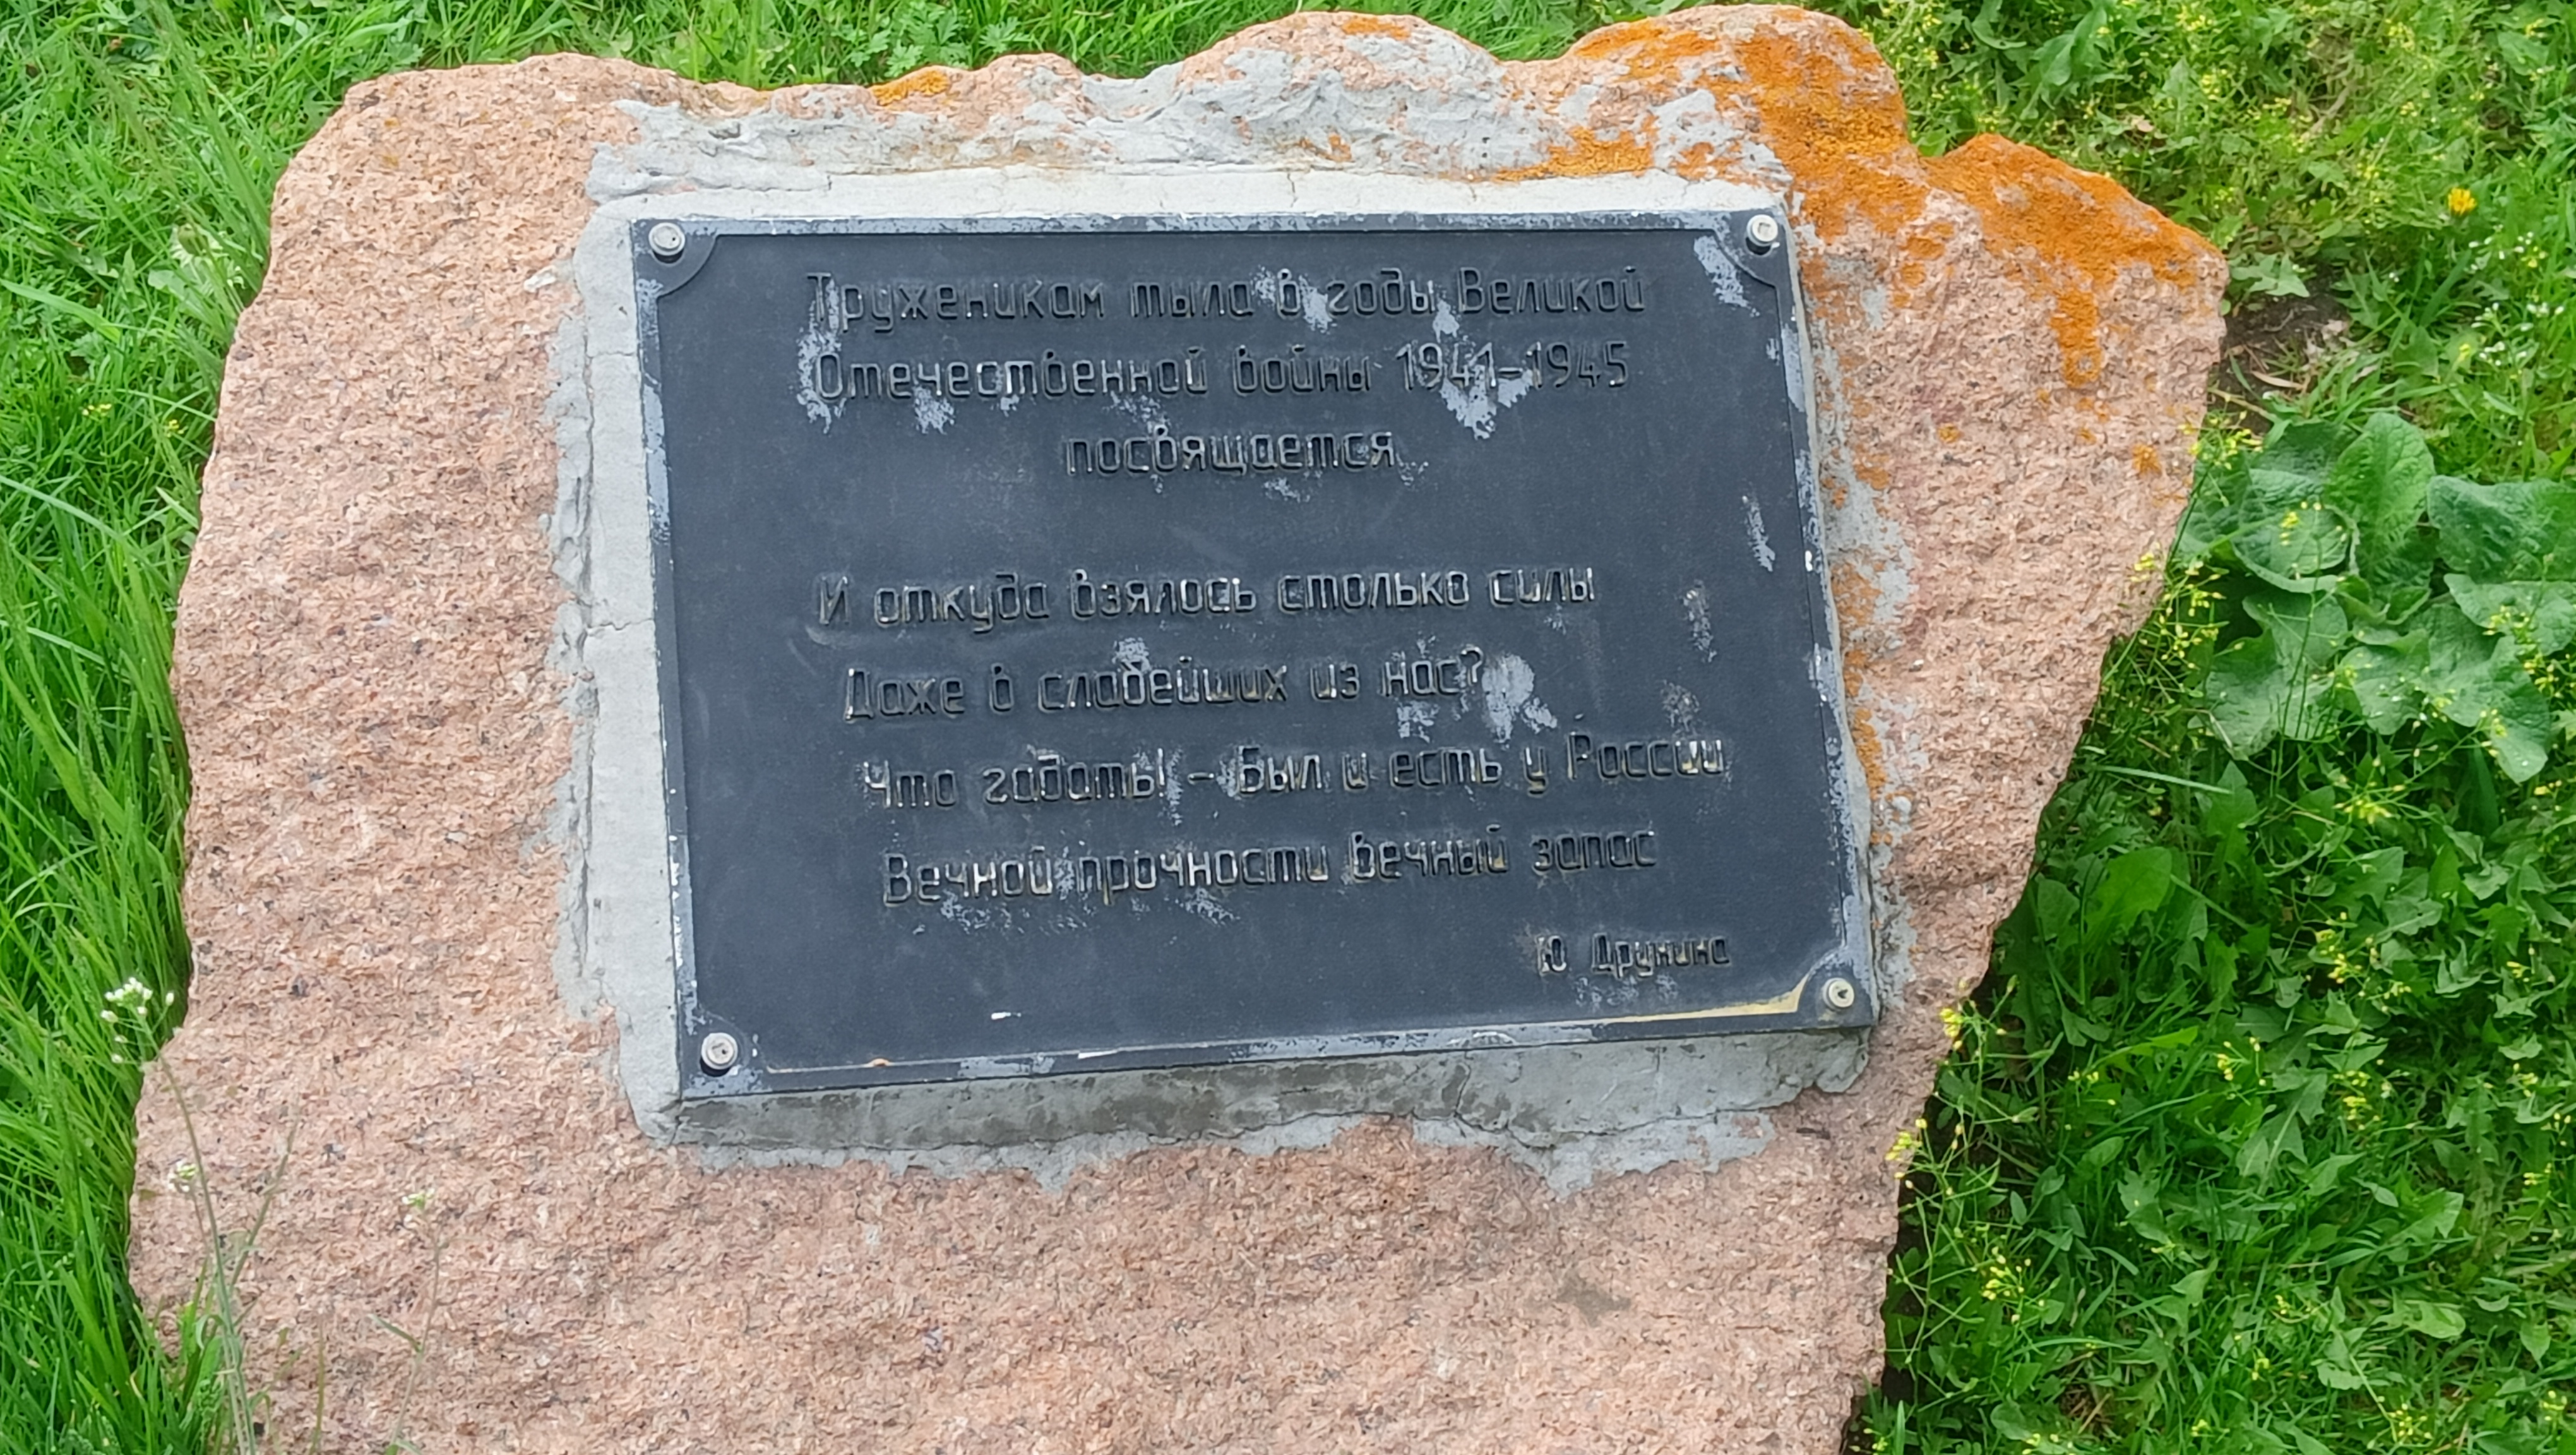 Труженикам тыла в годы Великой
Отечественной войны 1941-1945
посвящается
И откуда взялось столько силы
Даже в слабейших из нас?
Что гадать! - Был и есть у России
Вечной прочности вечный запас
Ю Друнина